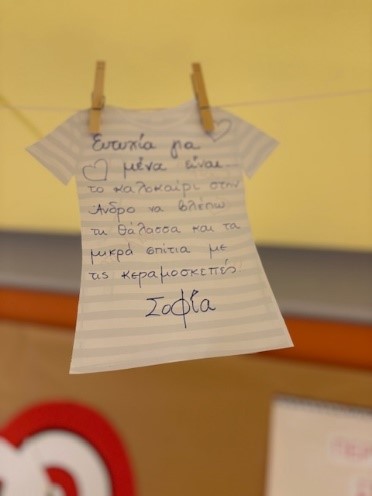 Ευτυχία για
μένα είναι...
το καλοκαίρι στην
Άνδρο να βλέπω
τη θάλασσα και τα
μικρά σπίτια με
τις κεραμοσκεπές
Σοφία